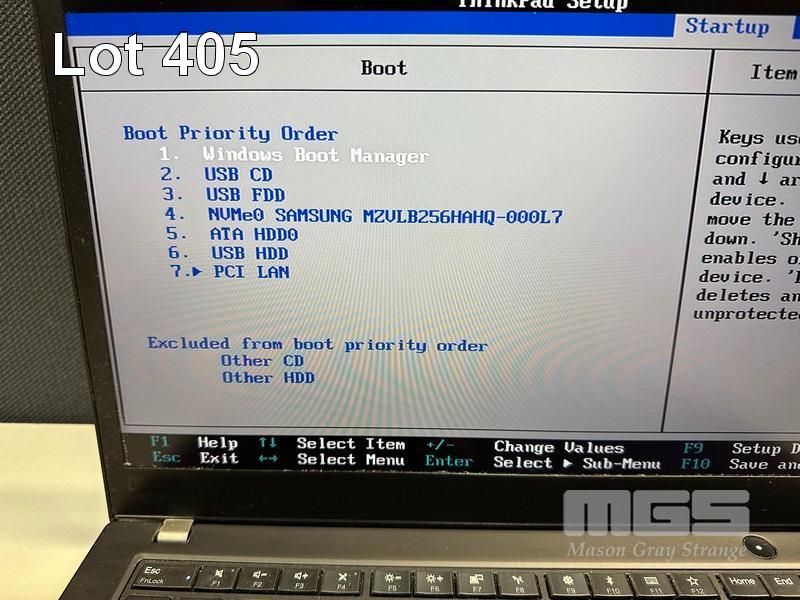 ThinkPad Setup
Startup
Lot 405
Boot
Item
Boot Priority Order
1. Windows Boot Manager
2. USB CD
3. USB FDD
4. NVMe0 SAMSUNG MZVLB256HAHQ-000L7
5. ATA HDD0
6. USB HDD
7.▶ PCI LAN
Excluded from boot priority order
Other CD
Other HDD
Keys use
configur
and ↓ ar
device.
move the
down. 'Sh
enables o
device. '
deletes an
unprotecte
F1 Help ↑↓ Select Item +/- Change Values F9 Setup D
Esc Exit ←→ Select Menu Enter Select ▶ Sub-Menu F10 Save an
MGS
Mason Gray Strange
Esc
FnLock
F1 F2 F3 F4 F5 F6 F7 F8 F9 F10 F11 F12
Home End